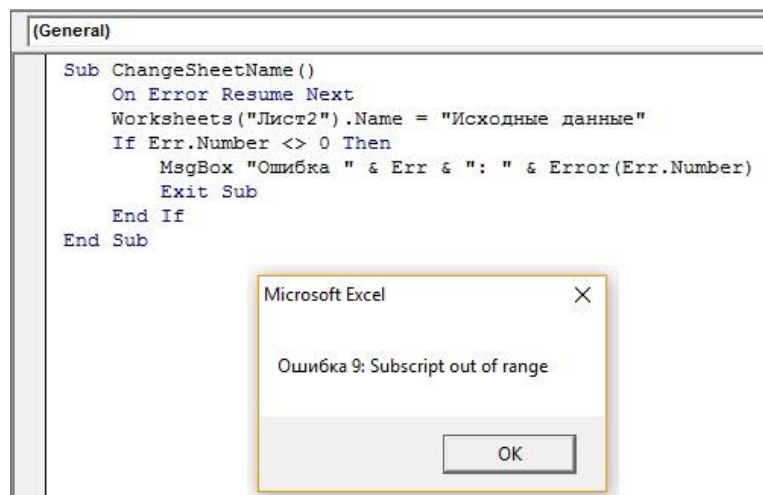 (General)
Sub ChangeSheetName()
On Error Resume Next
Worksheets("Лист2").Name = "Исходные данные"
If Err.Number <> 0 Then
MsgBox "Ошибка " & Err & ": " & Error(Err.Number)
Exit Sub
End If
End Sub
Microsoft Excel
Ошибка 9: Subscript out of range
OK